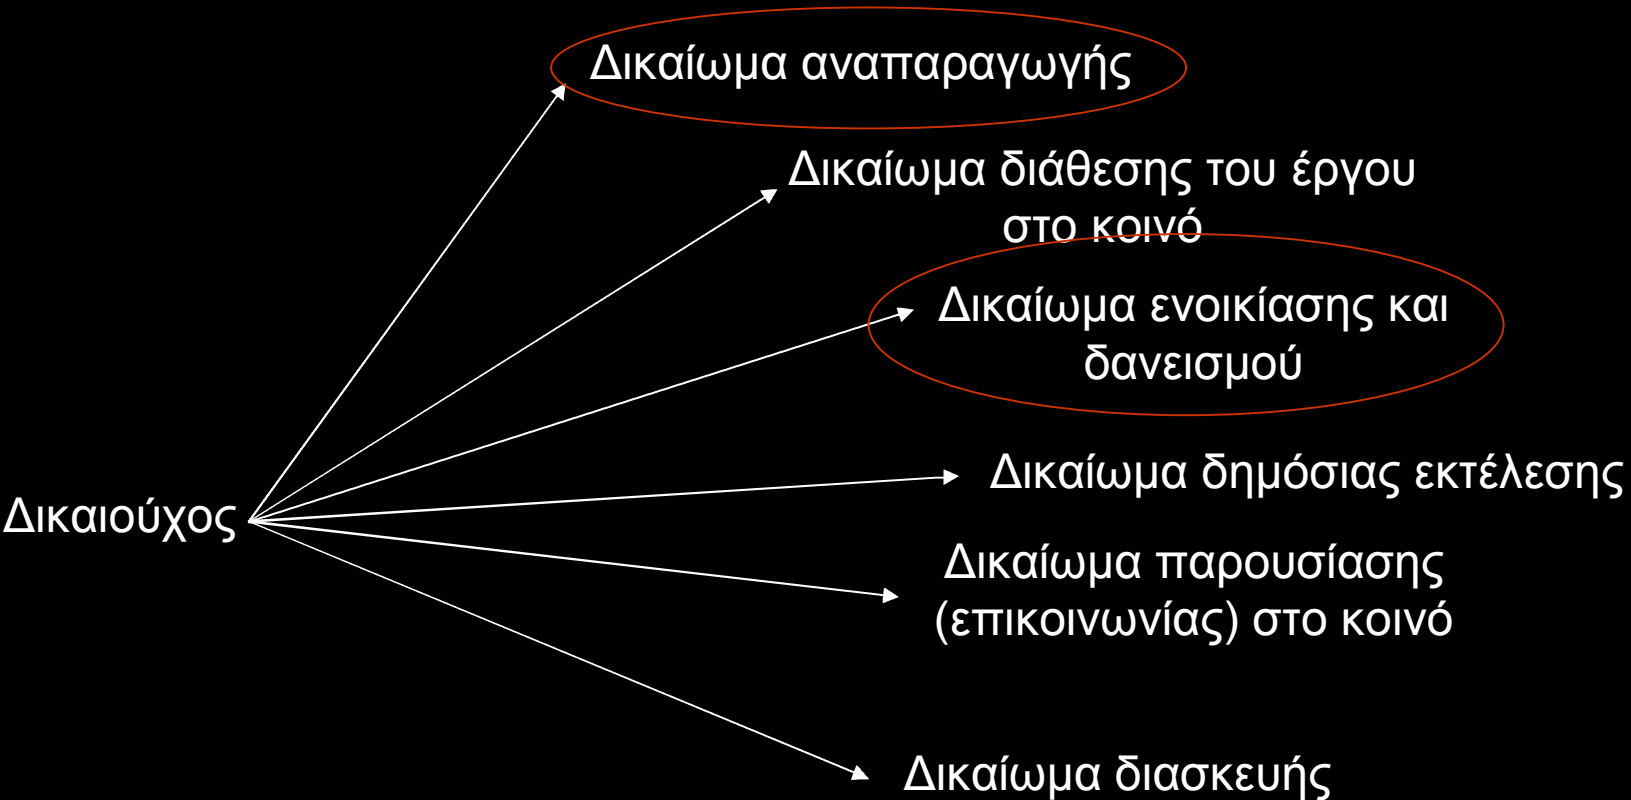 Δικαίωμα αναπαραγωγής
Δικαίωμα διάθεσης του έργου
στο κοινό
Δικαίωμα ενοικίασης και
δανεισμού
Δικαίωμα δημόσιας εκτέλεσης
Δικαιούχος
Δικαίωμα παρουσίασης
(επικοινωνίας) στο κοινό
Δικαίωμα διασκευής